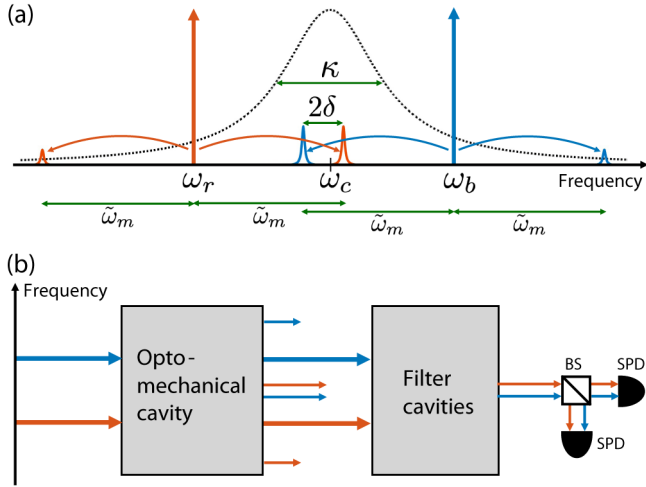 (a)
κ
2δ
ω_r
ω_c
ω_b
Frequency
ω̃_m
ω̃_m
ω̃_m
ω̃_m
(b)
Frequency
Opto-
mechanical
cavity
Filter
cavities
BS
SPD
SPD